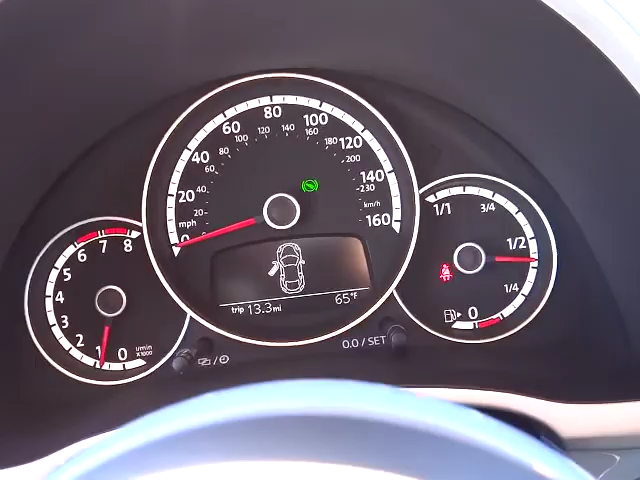 0 20 40 60 80 100 120 140 160
mph
20 40 60 80 100 120 140 160 180 200 230
km/h
trip 13.3 mi
65°F
0 1 2 3 4 5 6 7 8
l/min
x1000
1/1 3/4 1/2 1/4 0
0.0 / SET